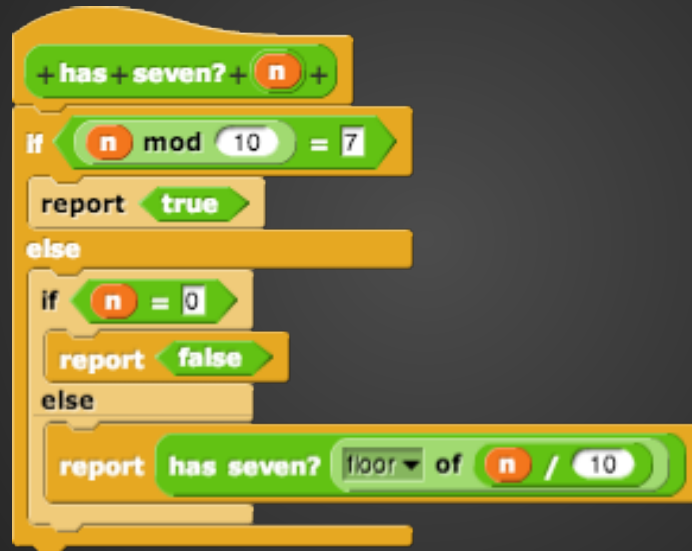 +has+seven?+n+
if n mod 10 = 7
report true
else
if n = 0
report false
else
report has seven? floor of n / 10